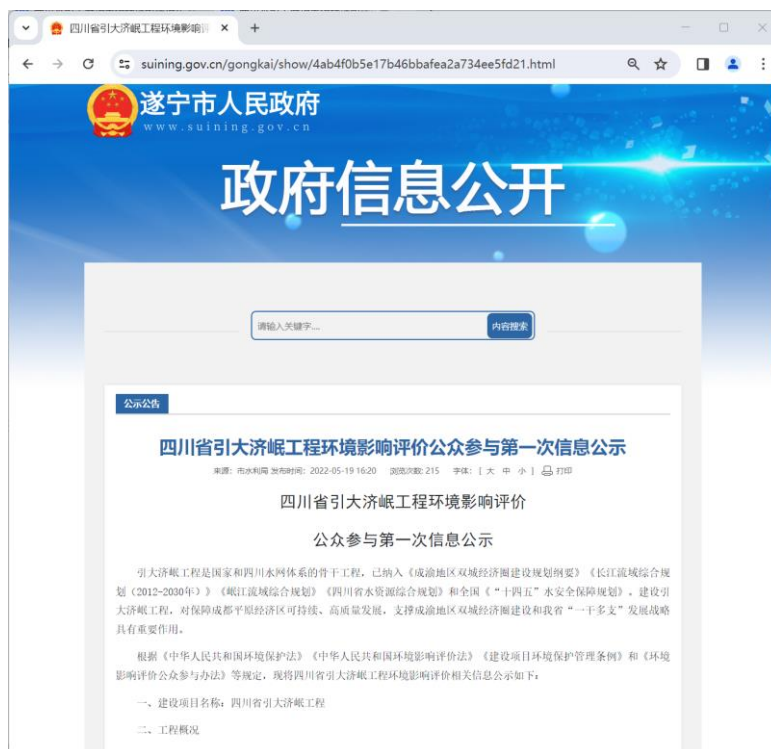 四川省引大济岷工程环境影响评
suining.gov.cn/gongkai/show/4ab4f0b5e17b46bbafea2a734ee5fd21.html
遂宁市人民政府
www.suining.gov.cn
政府信息公开
请输入关键字....
内容搜索
公示公告
四川省引大济岷工程环境影响评价公众参与第一次信息公示
来源：市水利局 发布时间：2022-05-19 16:20 浏览次数: 215 字体：[ 大 中 小 ] 打印
四川省引大济岷工程环境影响评价
公众参与第一次信息公示
引大济岷工程是国家和四川水网体系的骨干工程，已纳入《成渝地区双城经济圈建设规划纲要》《长江流域综合规
划（2012-2030年）》《岷江流域综合规划》《四川省水资源综合规划》和全国《“十四五”水安全保障规划》。建设引
大济岷工程，对保障成都平原经济区可持续、高质量发展，支撑成渝地区双城经济圈建设和我省“一干多支”发展战略
具有重要作用。
根据《中华人民共和国环境保护法》《中华人民共和国环境影响评价法》《建设项目环境保护管理条例》和《环境
影响评价公众参与办法》等规定，现将四川省引大济岷工程环境影响评价相关信息公示如下：
一、建设项目名称：四川省引大济岷工程
二、工程概况